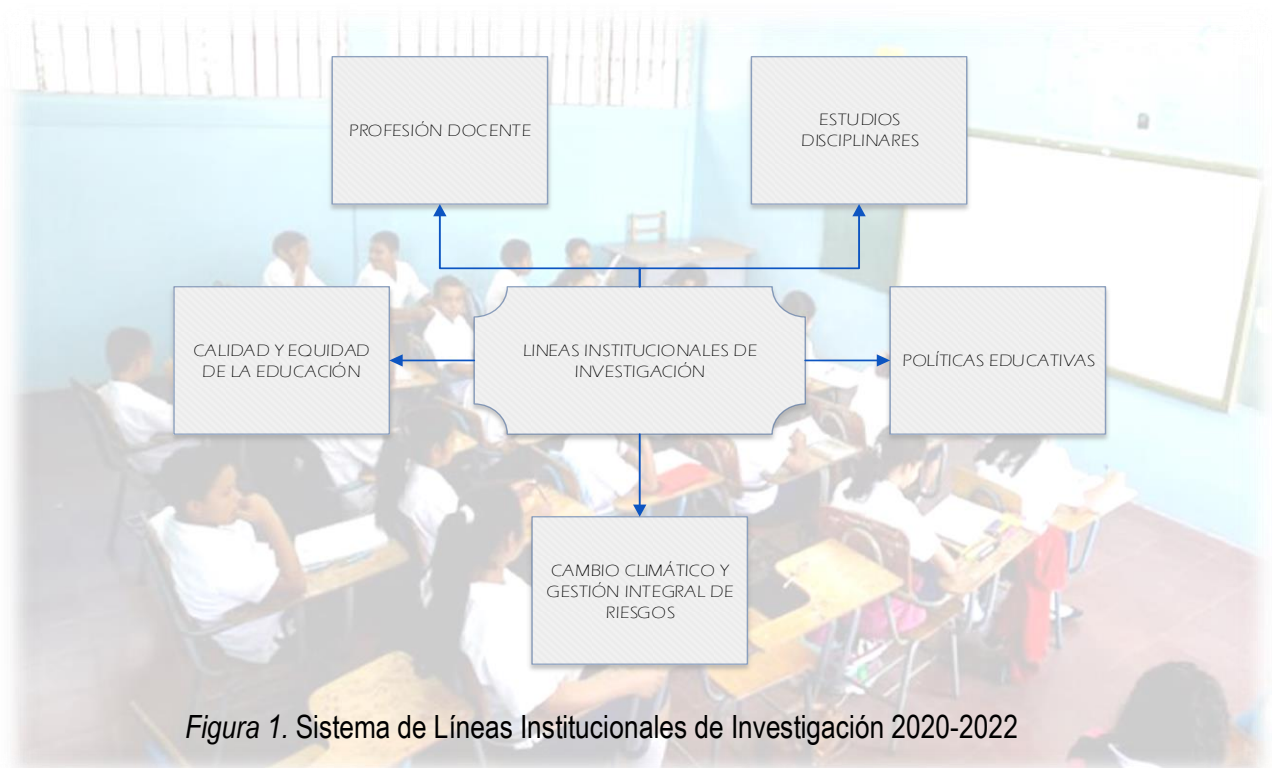 PROFESIÓN DOCENTE
ESTUDIOS
DISCIPLINARES
CALIDAD Y EQUIDAD
DE LA EDUCACIÓN
LINEAS INSTITUCIONALES DE
INVESTIGACIÓN
POLÍTICAS EDUCATIVAS
CAMBIO CLIMÁTICO Y
GESTIÓN INTEGRAL DE
RIESGOS
Figura 1. Sistema de Líneas Institucionales de Investigación 2020-2022